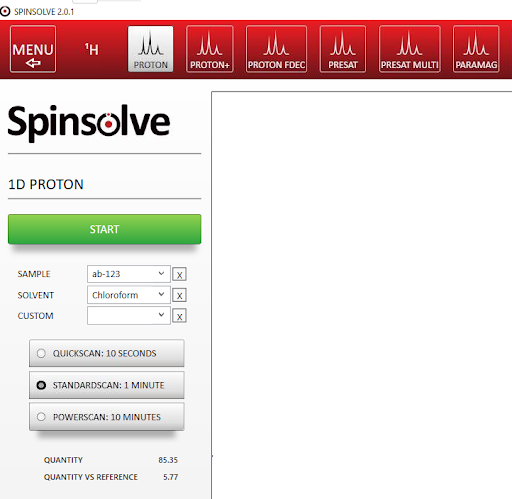 SPINSOLVE 2.0.1
MENU ¹H PROTON PROTON+ PROTON FDEC PRESAT PRESAT MULTI PARAMAG
Spinsolve
1D PROTON
START
SAMPLE ab-123 X
SOLVENT Chloroform X
CUSTOM X
QUICKSCAN: 10 SECONDS
STANDARDSCAN: 1 MINUTE
POWERSCAN: 10 MINUTES
QUANTITY 85.35
QUANTITY VS REFERENCE 5.77